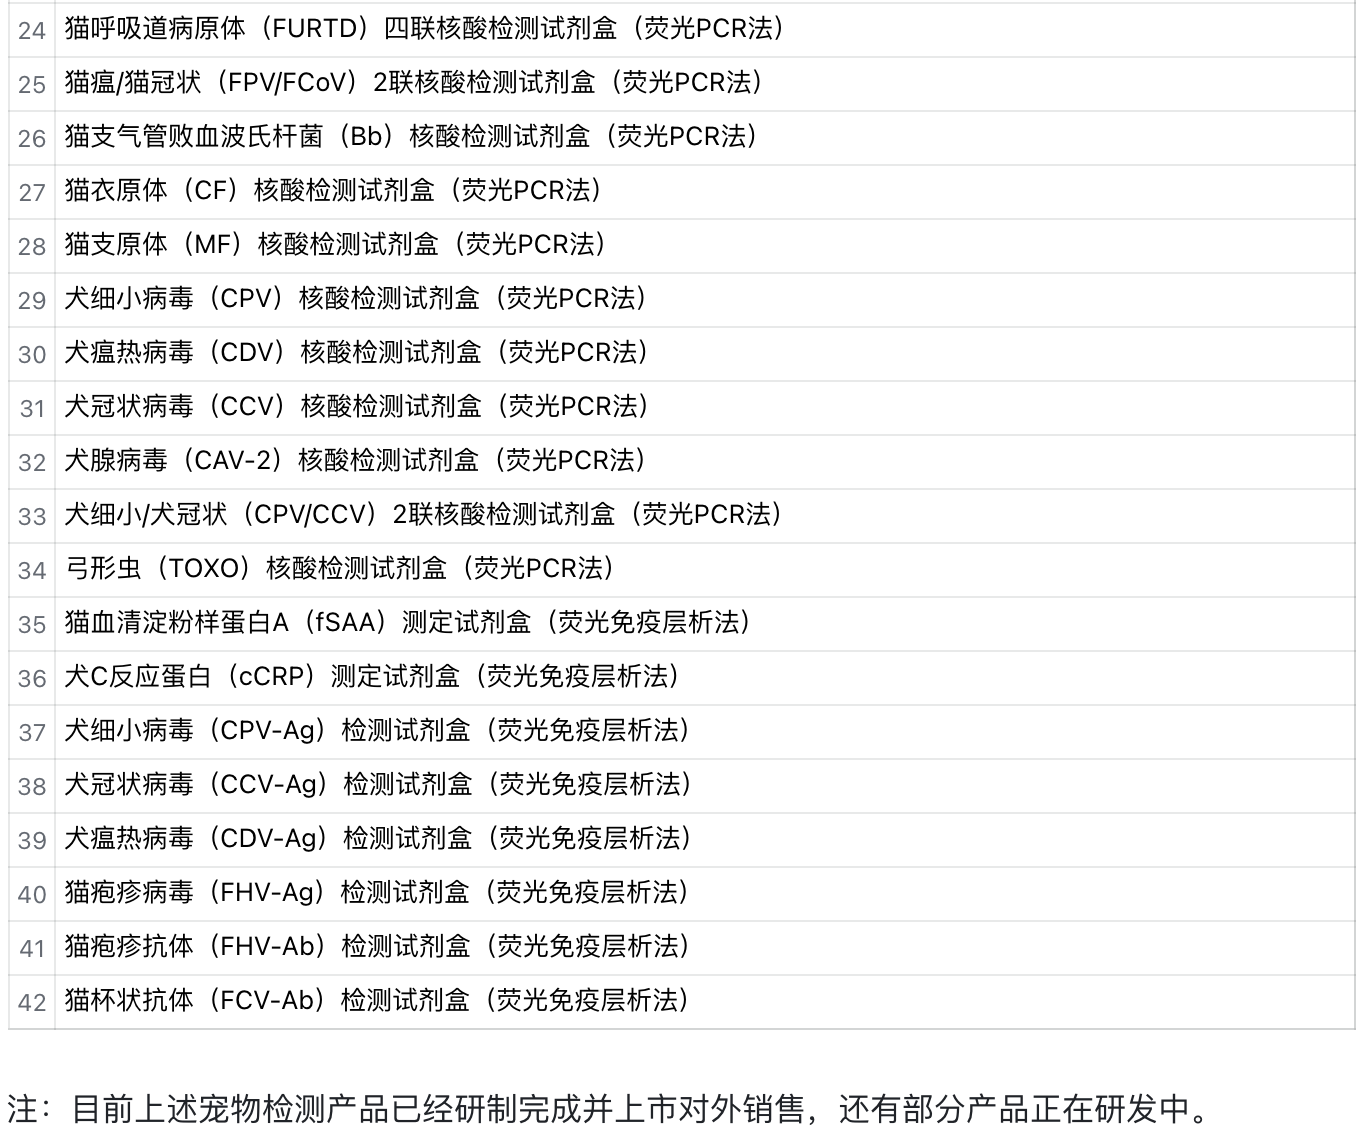 24 猫呼吸道病原体（FURTD）四联核酸检测试剂盒（荧光PCR法）
25 猫瘟/猫冠状（FPV/FCoV）2联核酸检测试剂盒（荧光PCR法）
26 猫支气管败血波氏杆菌（Bb）核酸检测试剂盒（荧光PCR法）
27 猫衣原体（CF）核酸检测试剂盒（荧光PCR法）
28 猫支原体（MF）核酸检测试剂盒（荧光PCR法）
29 犬细小病毒（CPV）核酸检测试剂盒（荧光PCR法）
30 犬瘟热病毒（CDV）核酸检测试剂盒（荧光PCR法）
31 犬冠状病毒（CCV）核酸检测试剂盒（荧光PCR法）
32 犬腺病毒（CAV-2）核酸检测试剂盒（荧光PCR法）
33 犬细小/犬冠状（CPV/CCV）2联核酸检测试剂盒（荧光PCR法）
34 弓形虫（TOXO）核酸检测试剂盒（荧光PCR法）
35 猫血清淀粉样蛋白A（fSAA）测定试剂盒（荧光免疫层析法）
36 犬C反应蛋白（cCRP）测定试剂盒（荧光免疫层析法）
37 犬细小病毒（CPV-Ag）检测试剂盒（荧光免疫层析法）
38 犬冠状病毒（CCV-Ag）检测试剂盒（荧光免疫层析法）
39 犬瘟热病毒（CDV-Ag）检测试剂盒（荧光免疫层析法）
40 猫疱疹病毒（FHV-Ag）检测试剂盒（荧光免疫层析法）
41 猫疱疹抗体（FHV-Ab）检测试剂盒（荧光免疫层析法）
42 猫杯状抗体（FCV-Ab）检测试剂盒（荧光免疫层析法）
注：目前上述宠物检测产品已经研制完成并上市对外销售，还有部分产品正在研发中。